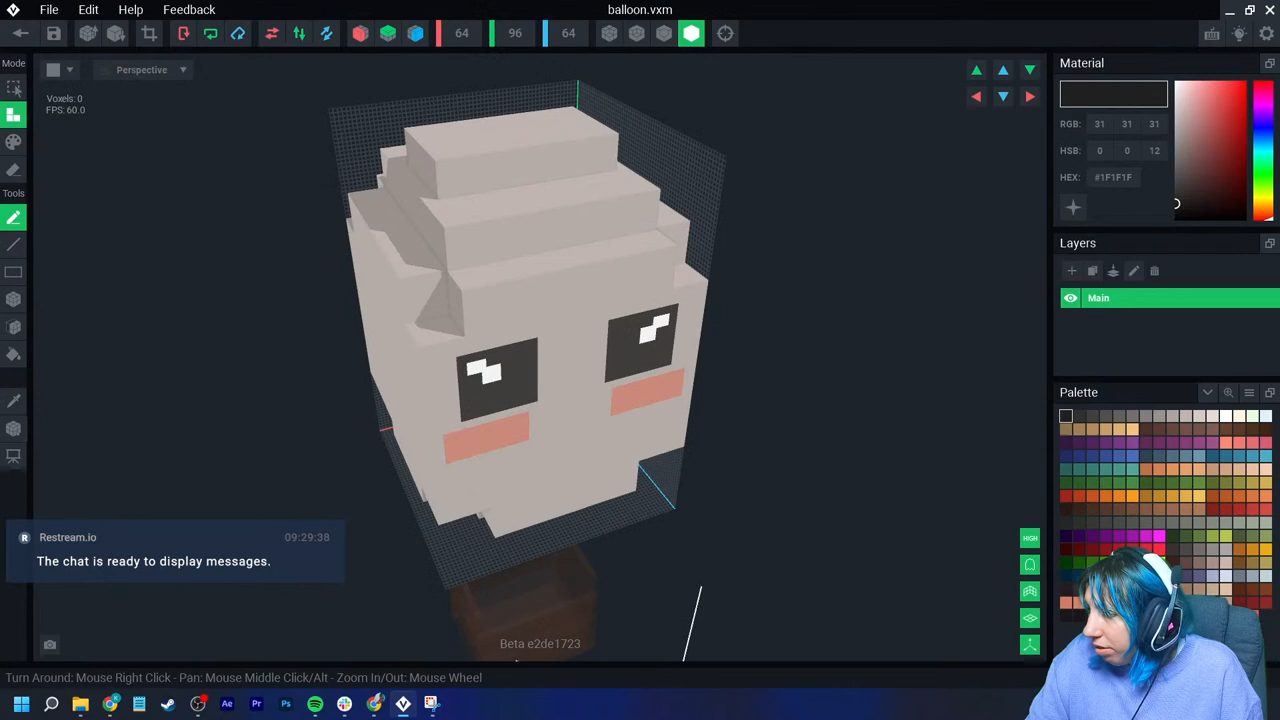 File Edit Help Feedback balloon.vxm
64 96 64
Mode
Perspective
Voxels: 0
FPS: 60.0
Tools
Material
RGB: 31 31 31
HSB: 0 0 12
HEX: #1F1F1F
Layers
Main
Palette
HIGH
R Restream.io 09:29:38
The chat is ready to display messages.
Beta e2de1723
Turn Around: Mouse Right Click - Pan: Mouse Middle Click/Alt - Zoom In/Out: Mouse Wheel
Ae Pr Ps